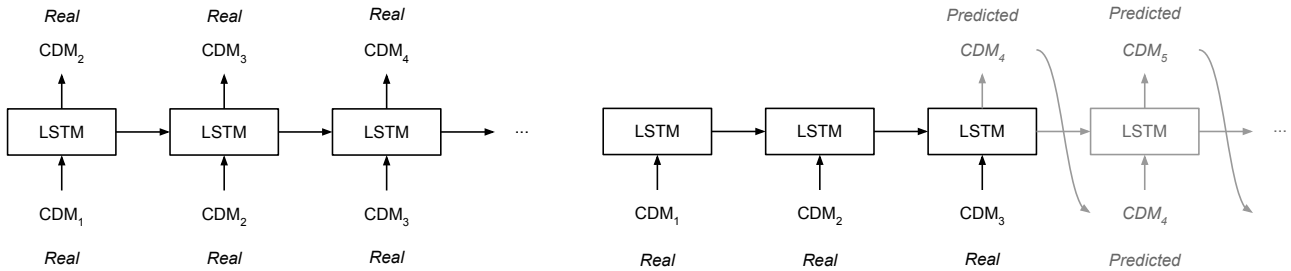 Real Real Real
CDM2 CDM3 CDM4
LSTM LSTM LSTM ...
CDM1 CDM2 CDM3
Real Real Real
Predicted Predicted
CDM4 CDM5
LSTM LSTM LSTM LSTM ...
CDM1 CDM2 CDM3 CDM4
Real Real Real Predicted